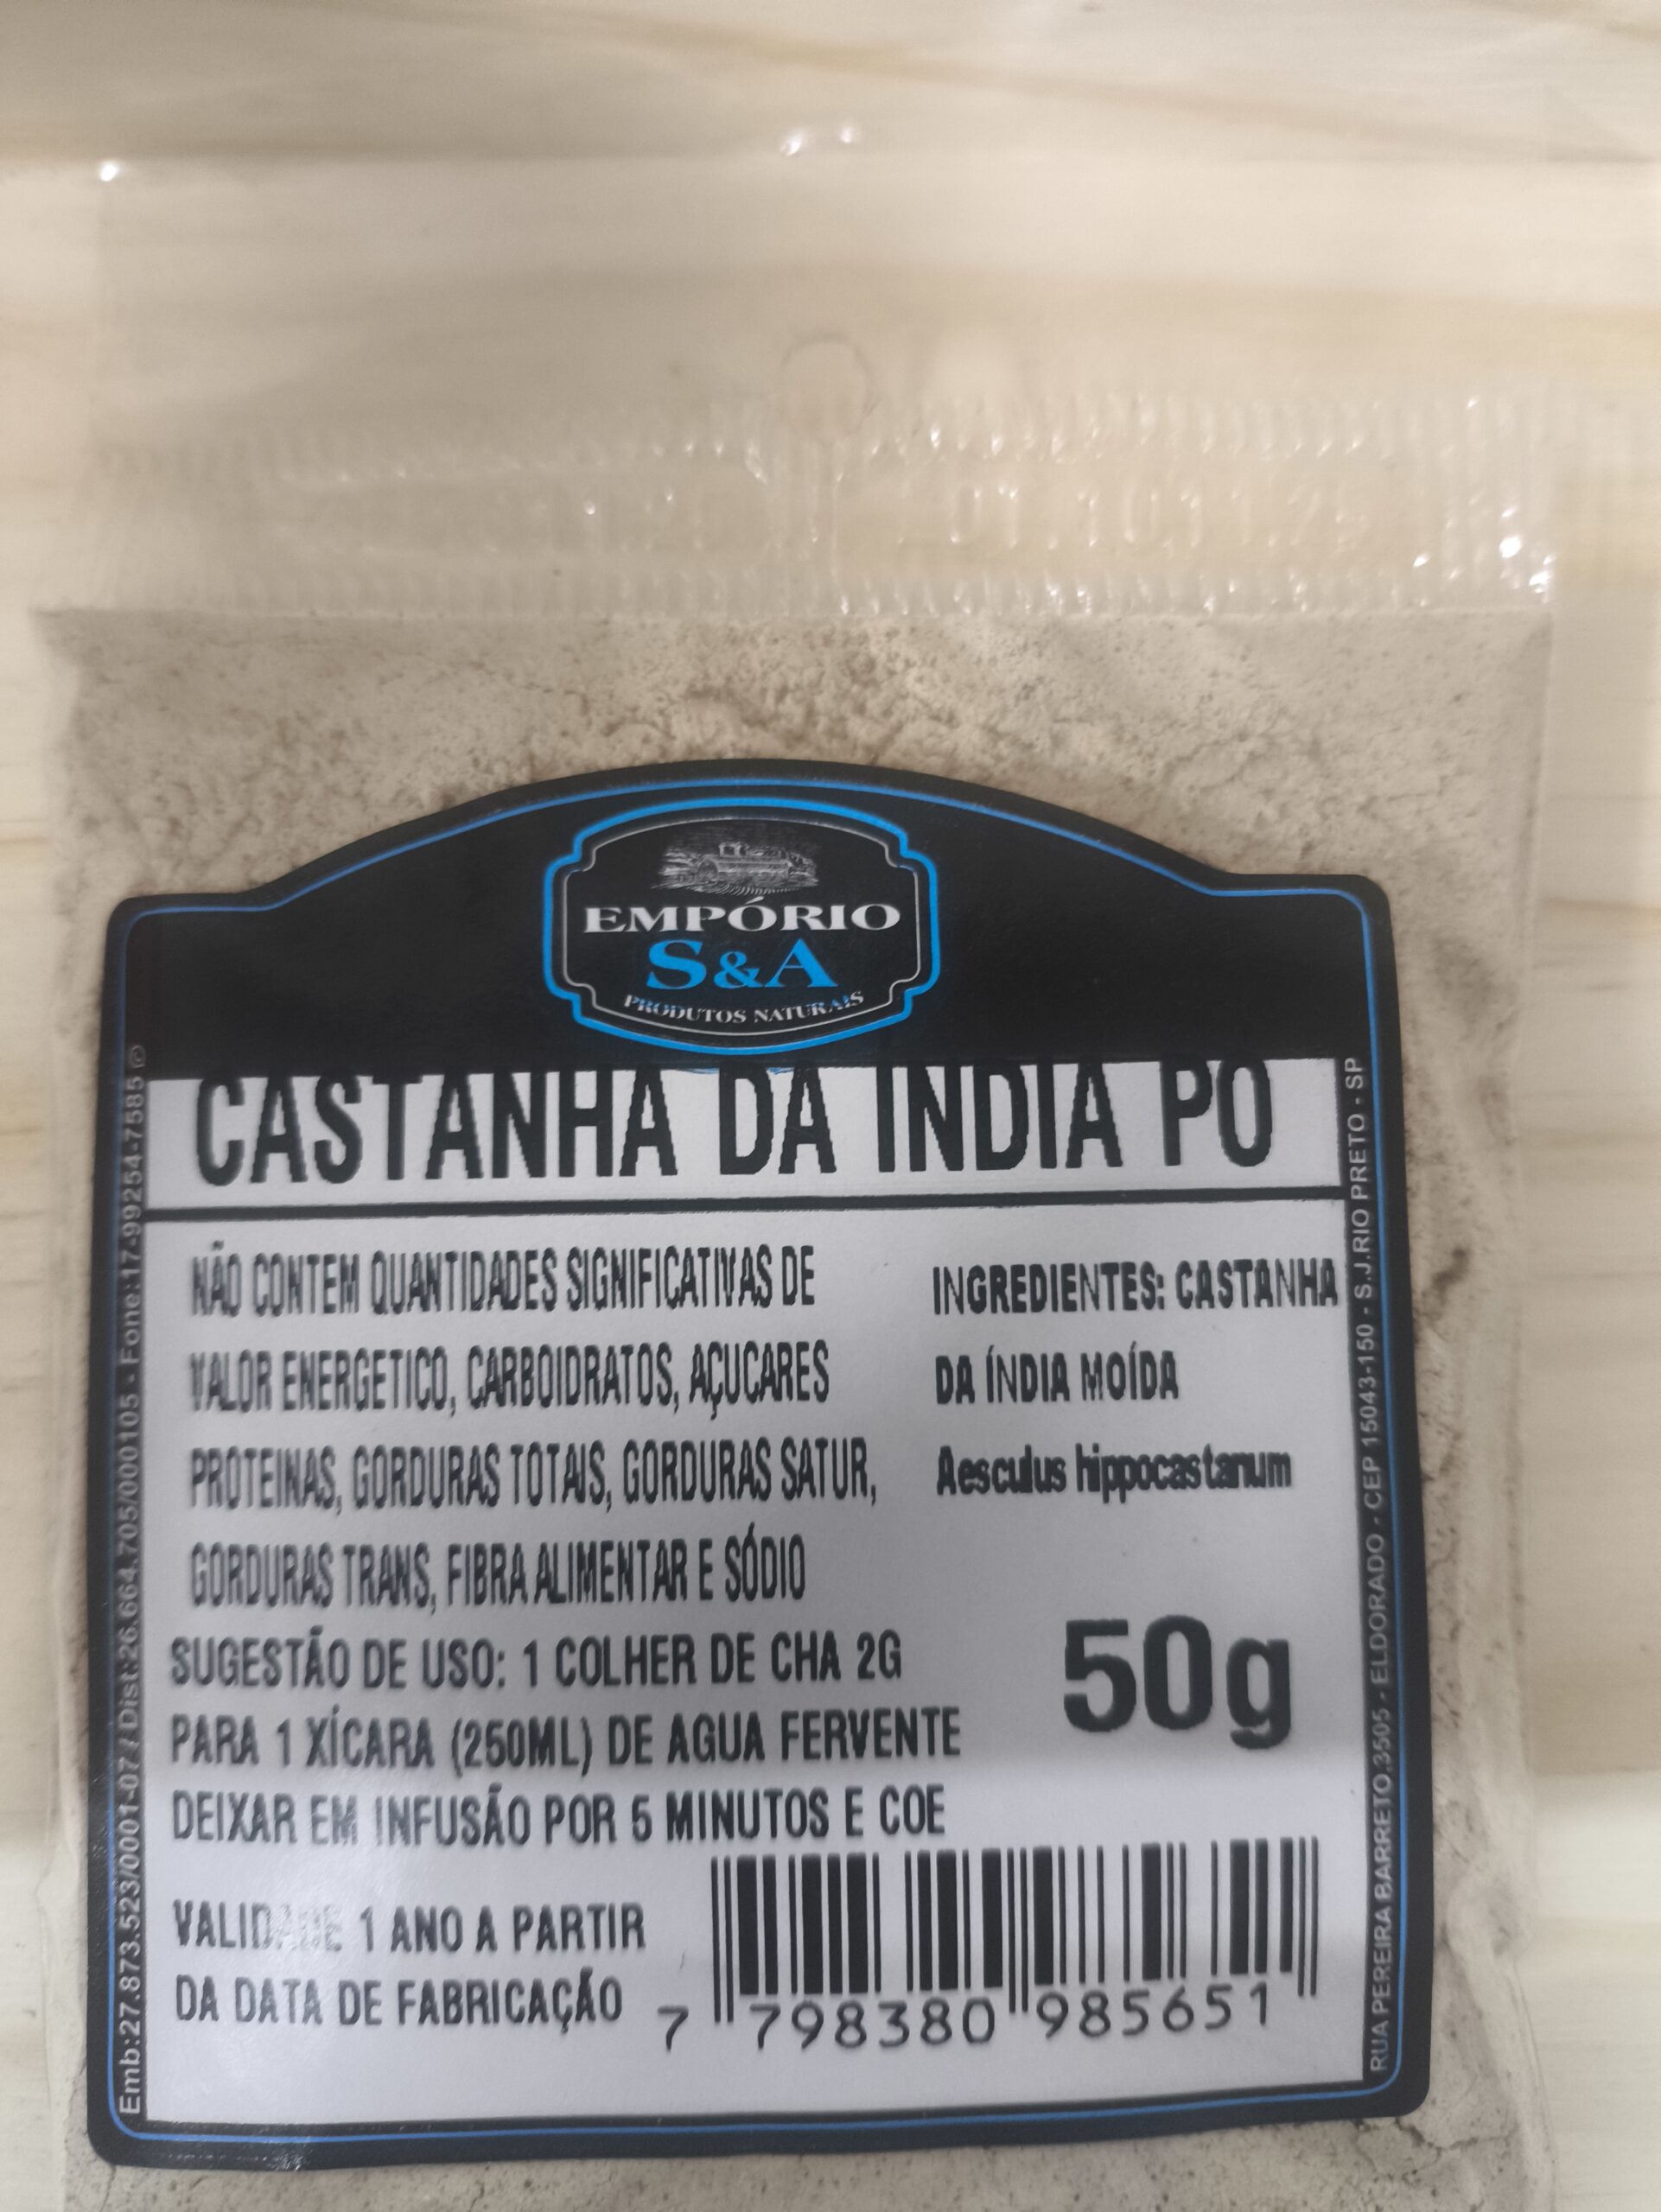 01.10.1.25
EMPÓRIO
S&A
PRODUTOS NATURAIS
CASTANHA DA INDIA PO
NÃO CONTEM QUANTIDADES SIGNIFICATIVAS DE
VALOR ENERGETICO, CARBOIDRATOS, AÇUCARES
PROTEINAS, GORDURAS TOTAIS, GORDURAS SATUR,
GORDURAS TRANS, FIBRA ALIMENTAR E SÓDIO
SUGESTÃO DE USO: 1 COLHER DE CHA 2G
PARA 1 XÍCARA (250ML) DE AGUA FERVENTE
DEIXAR EM INFUSÃO POR 5 MINUTOS E COE
VALIDADE 1 ANO A PARTIR
DA DATA DE FABRICAÇÃO
INGREDIENTES: CASTANHA
DA ÍNDIA MOÍDA
Aesculus hippocastanum
50g
7 798380 985651
Emb:27.873.523/0001-07 / Dist:26.664.705/000105 - Fone:17-99254-7585
RUA PEREIRA BARRETO,3505 - ELDORADO - CEP 15043-150 - S.J.RIO PRETO - SP